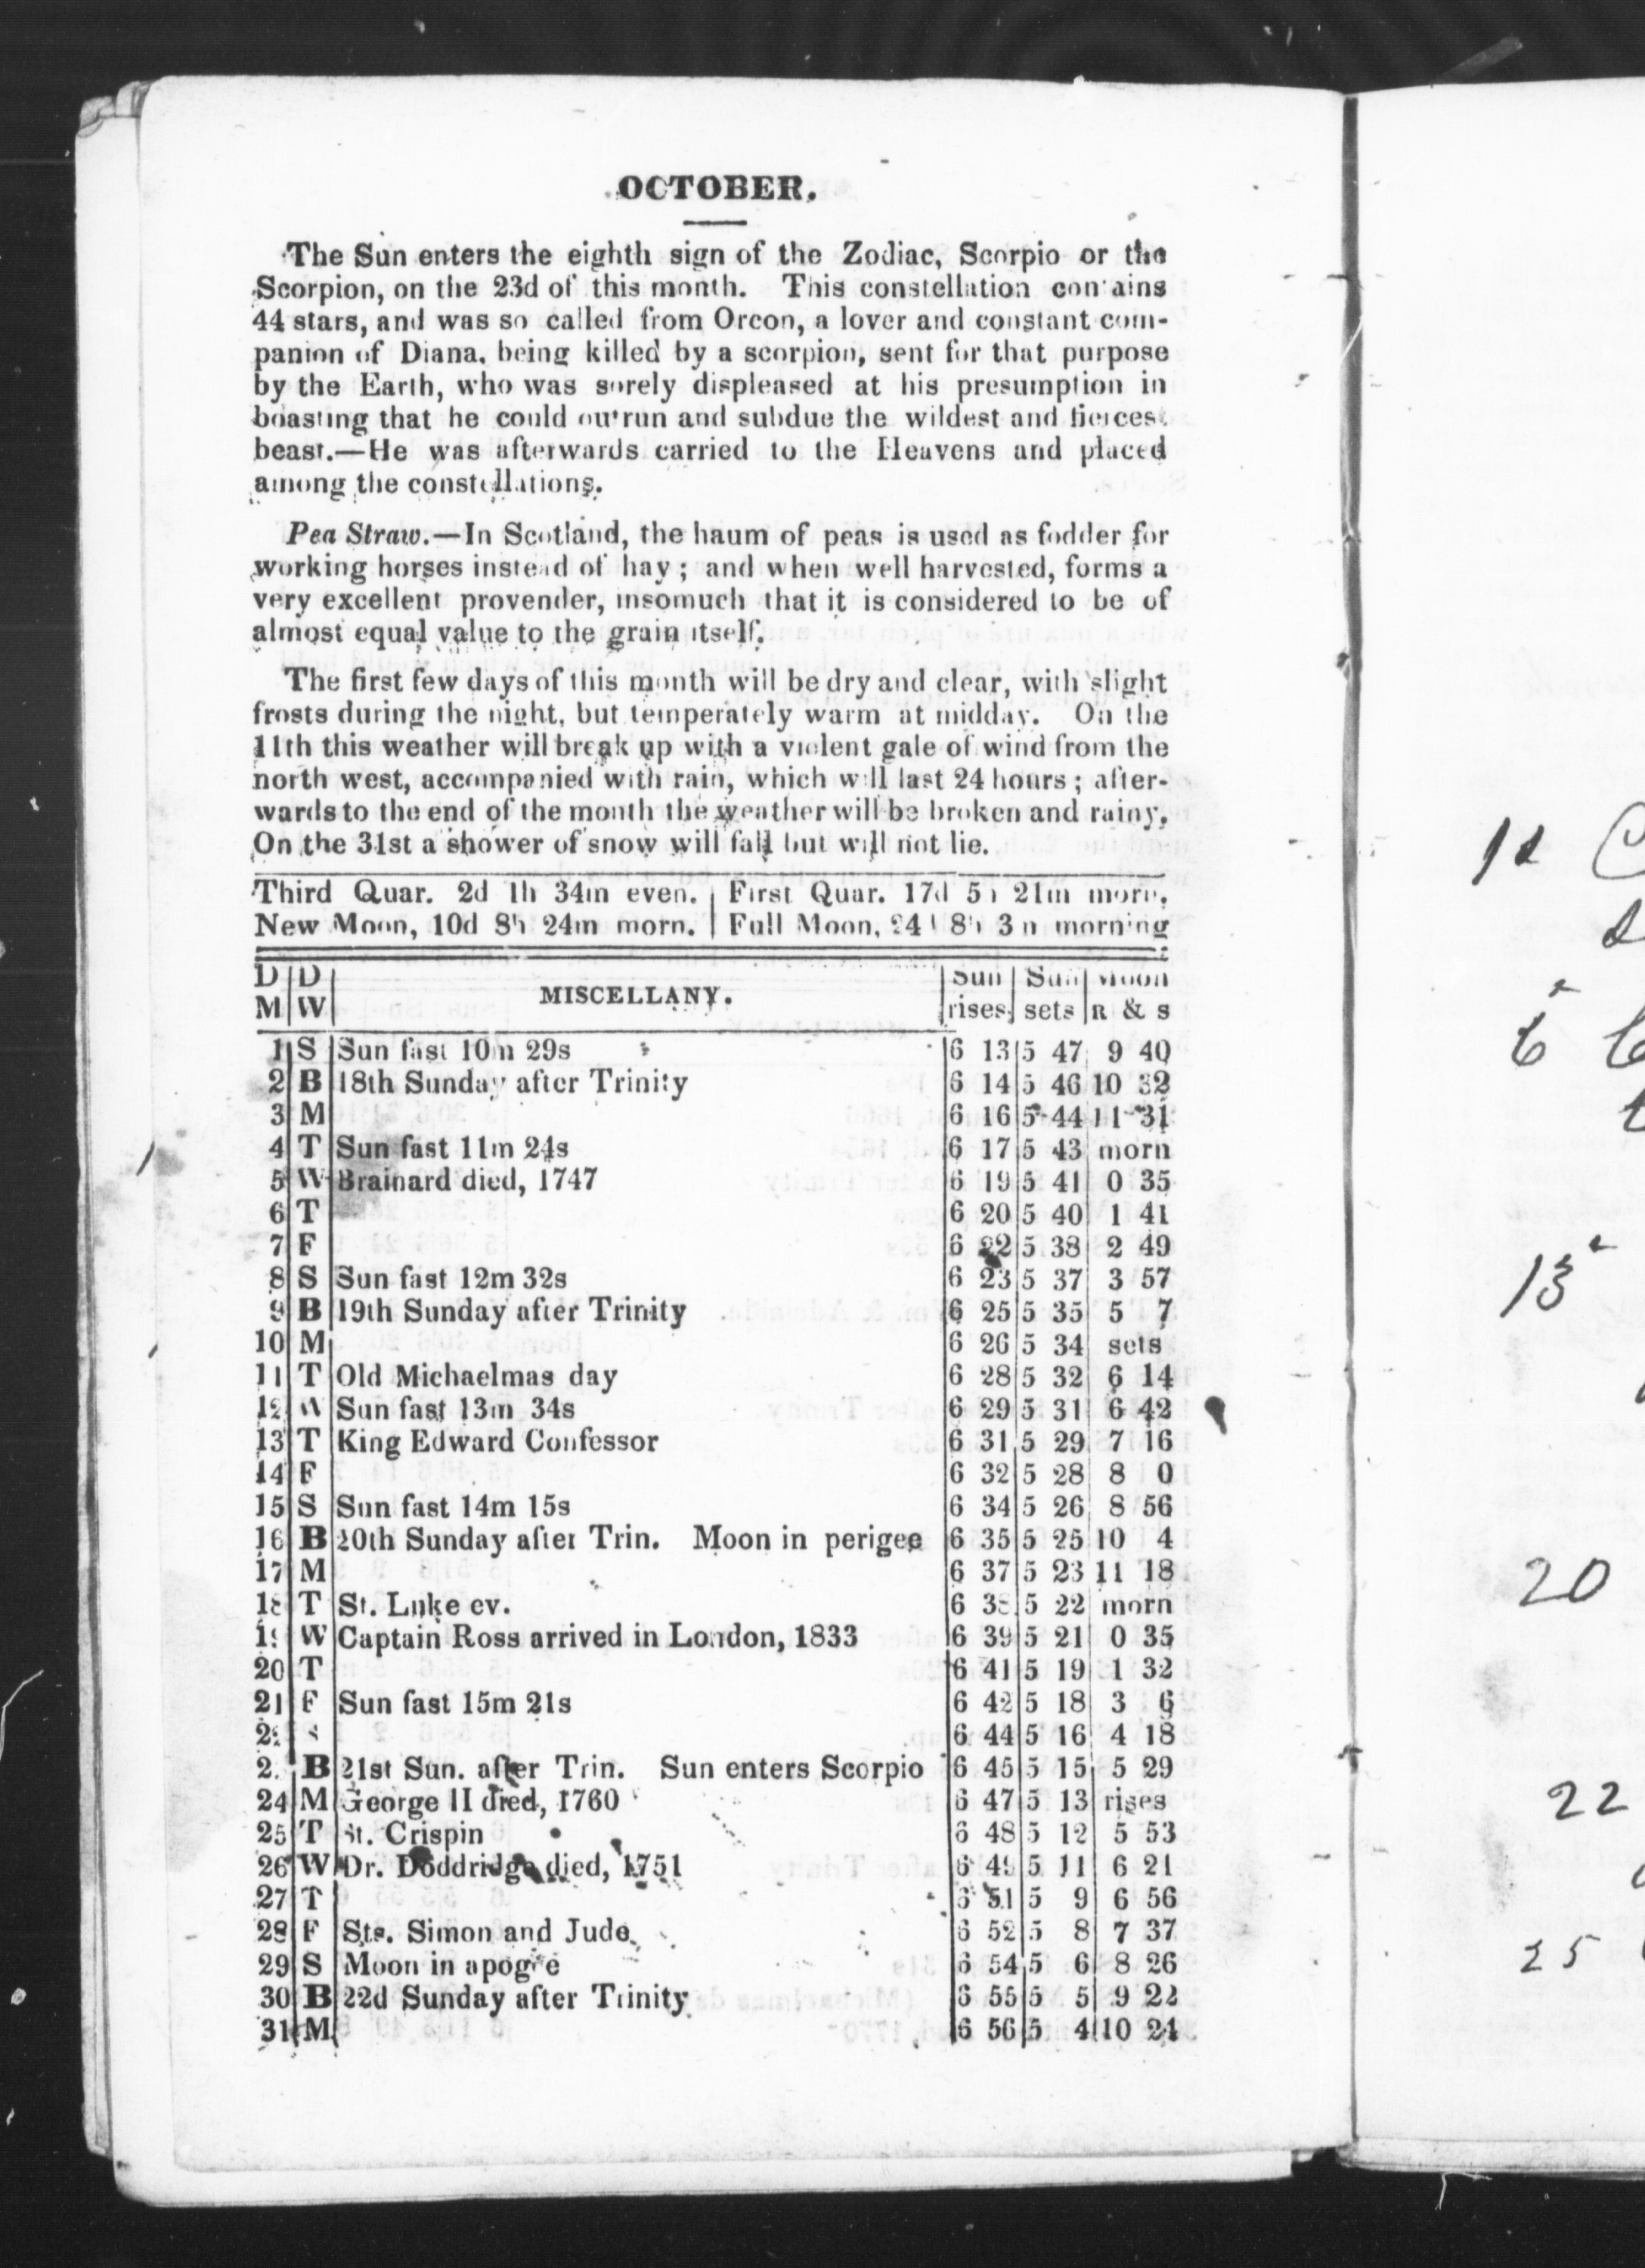 OCTOBER.
The Sun enters the eighth sign of the Zodiac, Scorpio or the
Scorpion, on the 23d of this month. This constellation contains
44 stars, and was so called from Orcon, a lover and constant com-
panion of Diana, being killed by a scorpion, sent for that purpose
by the Earth, who was sorely displeased at his presumption in
boasting that he could outrun and subdue the wildest and fiercest
beast.—He was afterwards carried to the Heavens and placed
among the constellations.
Pea Straw.—In Scotland, the haum of peas is used as fodder for
working horses instead of hay; and when well harvested, forms a
very excellent provender, insomuch that it is considered to be of
almost equal value to the grain itself.
The first few days of this month will be dry and clear, with slight
frosts during the night, but temperately warm at midday. On the
11th this weather will break up with a violent gale of wind from the
north west, accompanied with rain, which will last 24 hours; after-
wards to the end of the month the weather will be broken and rainy.
On the 31st a shower of snow will fall but will not lie.
Third Quar. 2d 1h 34m even. | First Quar. 17d 5h 21m morn.
New Moon, 10d 8h 24m morn. | Full Moon, 24d 8h 3m morning
D D MISCELLANY. Sun Sun Moon
M W rises. sets R & S
1 S Sun fast 10m 29s 6 13 5 47 9 40
2 B 18th Sunday after Trinity 6 14 5 46 10 32
3 M 6 16 5 44 11 31
4 T Sun fast 11m 24s 6 17 5 43 morn
5 W Brainard died, 1747 6 19 5 41 0 35
6 T 6 20 5 40 1 41
7 F 6 22 5 38 2 49
8 S Sun fast 12m 32s 6 23 5 37 3 57
9 B 19th Sunday after Trinity 6 25 5 35 5 7
10 M 6 26 5 34 sets
11 T Old Michaelmas day 6 28 5 32 6 14
12 W Sun fast 13m 34s 6 29 5 31 6 42
13 T King Edward Confessor 6 31 5 29 7 16
14 F 6 32 5 28 8 0
15 S Sun fast 14m 15s 6 34 5 26 8 56
16 B 20th Sunday after Trin. Moon in perigee 6 35 5 25 10 4
17 M 6 37 5 23 11 18
18 T St. Luke ev. 6 38 5 22 morn
19 W Captain Ross arrived in London, 1833 6 39 5 21 0 35
20 T 6 41 5 19 1 32
21 F Sun fast 15m 21s 6 42 5 18 3 6
22 S 6 44 5 16 4 18
23 B 21st Sun. after Trin. Sun enters Scorpio 6 45 5 15 5 29
24 M George II died, 1760 6 47 5 13 rises
25 T St. Crispin 6 48 5 12 5 53
26 W Dr. Doddridge died, 1751 6 49 5 11 6 21
27 T 6 51 5 9 6 56
28 F Sts. Simon and Jude 6 52 5 8 7 37
29 S Moon in apogee 6 54 5 6 8 26
30 B 22d Sunday after Trinity 6 55 5 5 9 22
31 M 6 56 5 4 10 24
13
20
22
25